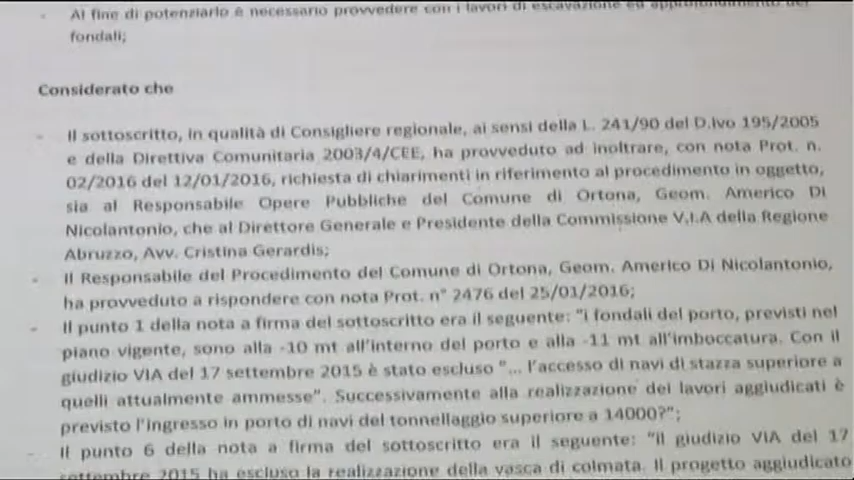 - Al fine di potenziarlo è necessario provvedere con i lavori di escavazione ed approfondimento dei
fondali;
Considerato che
- Il sottoscritto, in qualità di Consigliere regionale, ai sensi della L. 241/90 del D.lvo 195/2005
e della Direttiva Comunitaria 2003/4/CEE, ha provveduto ad inoltrare, con nota Prot. n.
02/2016 del 12/01/2016, richiesta di chiarimenti in riferimento al procedimento in oggetto,
sia al Responsabile Opere Pubbliche del Comune di Ortona, Geom. Americo Di
Nicolantonio, che al Direttore Generale e Presidente della Commissione V.I.A della Regione
Abruzzo, Avv. Cristina Gerardis;
- Il Responsabile del Procedimento del Comune di Ortona, Geom. Americo Di Nicolantonio,
ha provveduto a rispondere con nota Prot. n° 2476 del 25/01/2016;
- Il punto 1 della nota a firma del sottoscritto era il seguente: "i fondali del porto, previsti nel
piano vigente, sono alla -10 mt all'interno del porto e alla -11 mt all'imboccatura. Con il
giudizio VIA del 17 settembre 2015 è stato escluso "... l'accesso di navi di stazza superiore a
quelli attualmente ammesse". Successivamente alla realizzazione dei lavori aggiudicati è
previsto l'ingresso in porto di navi del tonnellaggio superiore a 14000?";
- Il punto 6 della nota a firma del sottoscritto era il seguente: "il giudizio VIA del 17
settembre 2015 ha escluso la realizzazione della vasca di colmata. Il progetto aggiudicato